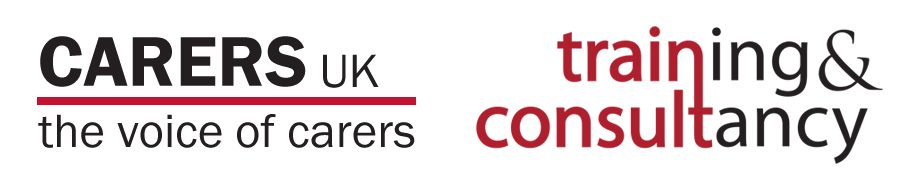 CARERS UK
the voice of carers
training&
consultancy